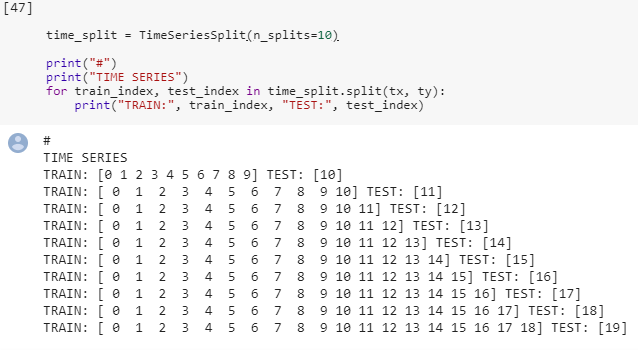 [47]
time_split = TimeSeriesSplit(n_splits=10)
print("#")
print("TIME SERIES")
for train_index, test_index in time_split.split(tx, ty):
    print("TRAIN:", train_index, "TEST:", test_index)
#
TIME SERIES
TRAIN: [0 1 2 3 4 5 6 7 8 9] TEST: [10]
TRAIN: [ 0  1  2  3  4  5  6  7  8  9 10] TEST: [11]
TRAIN: [ 0  1  2  3  4  5  6  7  8  9 10 11] TEST: [12]
TRAIN: [ 0  1  2  3  4  5  6  7  8  9 10 11 12] TEST: [13]
TRAIN: [ 0  1  2  3  4  5  6  7  8  9 10 11 12 13] TEST: [14]
TRAIN: [ 0  1  2  3  4  5  6  7  8  9 10 11 12 13 14] TEST: [15]
TRAIN: [ 0  1  2  3  4  5  6  7  8  9 10 11 12 13 14 15] TEST: [16]
TRAIN: [ 0  1  2  3  4  5  6  7  8  9 10 11 12 13 14 15 16] TEST: [17]
TRAIN: [ 0  1  2  3  4  5  6  7  8  9 10 11 12 13 14 15 16 17] TEST: [18]
TRAIN: [ 0  1  2  3  4  5  6  7  8  9 10 11 12 13 14 15 16 17 18] TEST: [19]